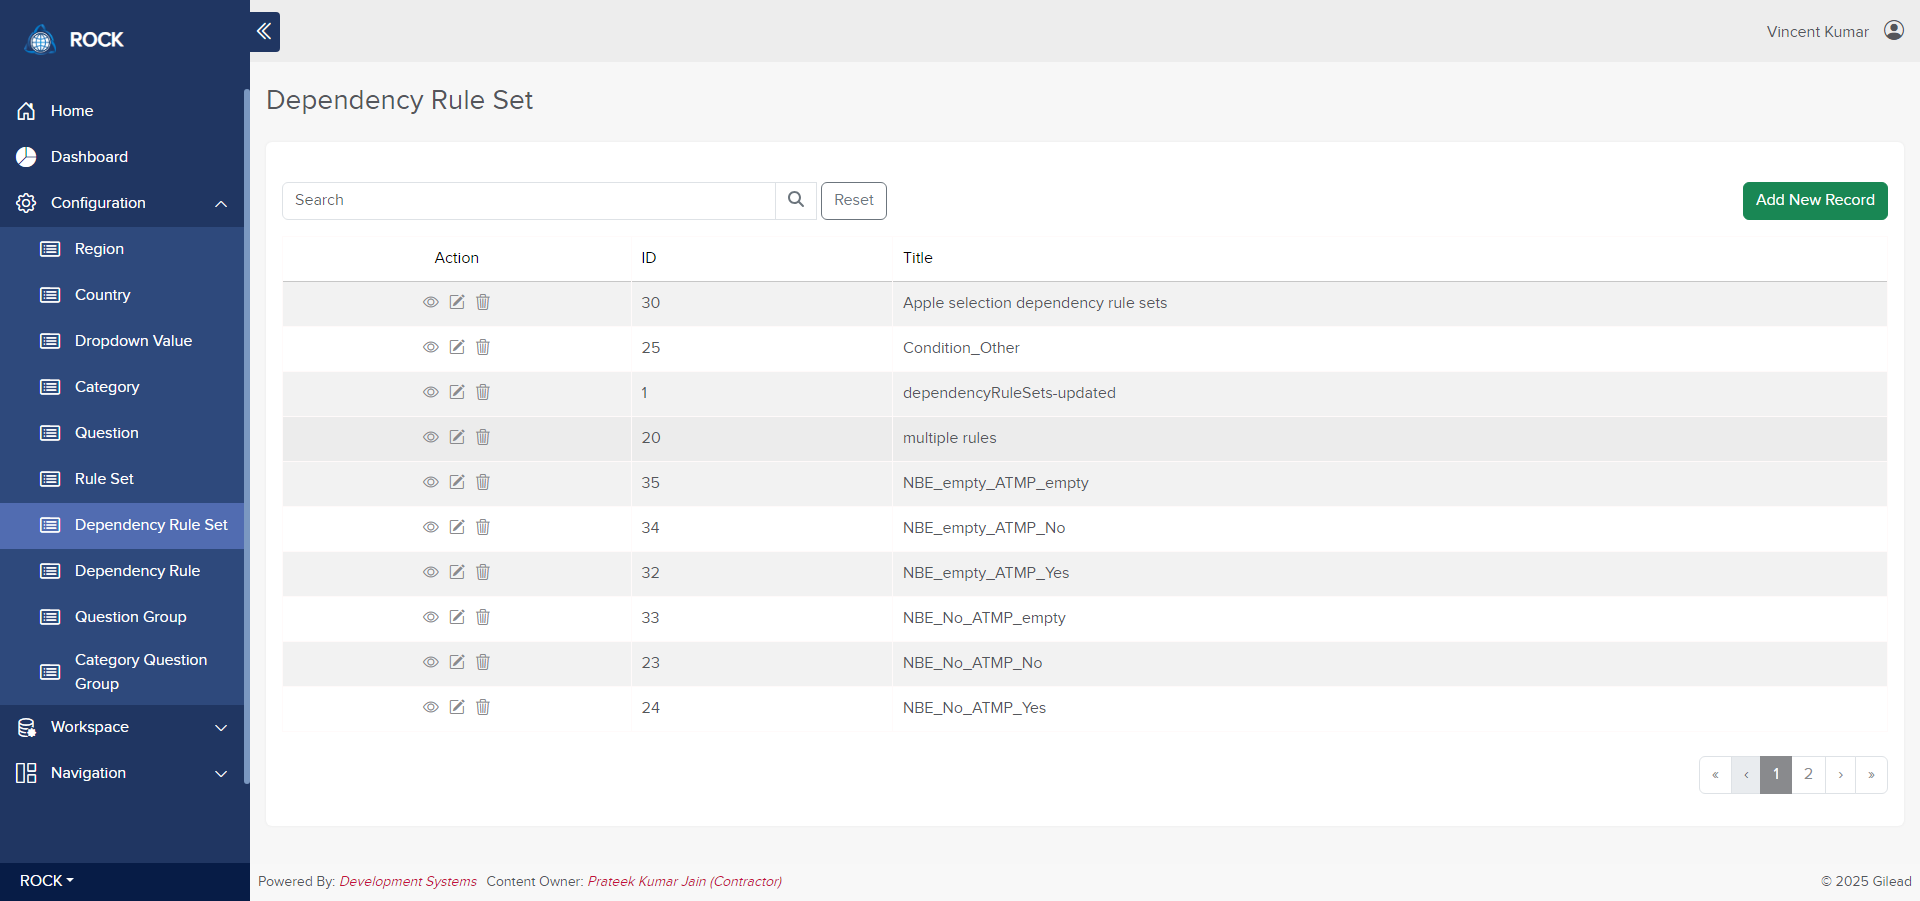 ROCK
Vincent Kumar
Home
Dashboard
Configuration
Region
Country
Dropdown Value
Category
Question
Rule Set
Dependency Rule Set
Dependency Rule
Question Group
Category Question
Group
Workspace
Navigation
ROCK
Dependency Rule Set
Search
Reset
Add New Record
Action ID Title
30 Apple selection dependency rule sets
25 Condition_Other
1 dependencyRuleSets-updated
20 multiple rules
35 NBE_empty_ATMP_empty
34 NBE_empty_ATMP_No
32 NBE_empty_ATMP_Yes
33 NBE_No_ATMP_empty
23 NBE_No_ATMP_No
24 NBE_No_ATMP_Yes
« ‹ 1 2 › »
Powered By: Development Systems Content Owner: Prateek Kumar Jain (Contractor)
© 2025 Gilead